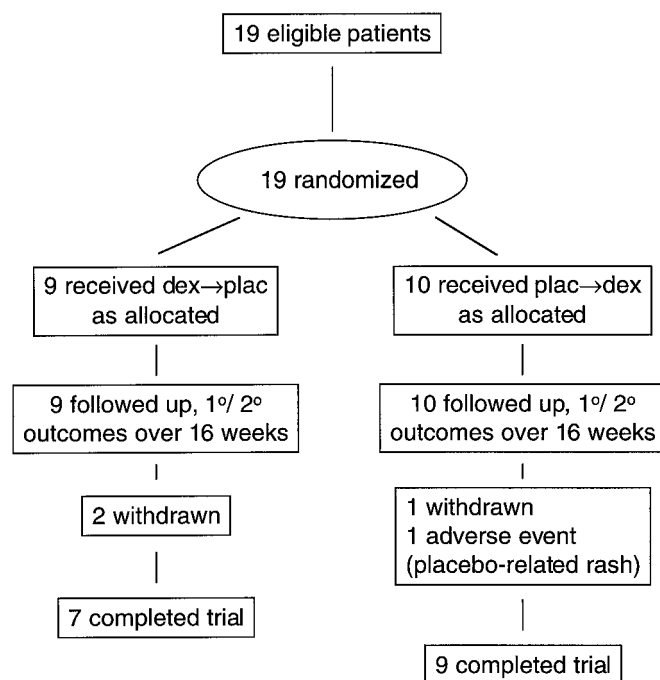 19 eligible patients
19 randomized
9 received dex→plac
as allocated
10 received plac→dex
as allocated
9 followed up, 1º/ 2º
outcomes over 16 weeks
10 followed up, 1º/ 2º
outcomes over 16 weeks
2 withdrawn
1 withdrawn
1 adverse event
(placebo-related rash)
7 completed trial
9 completed trial